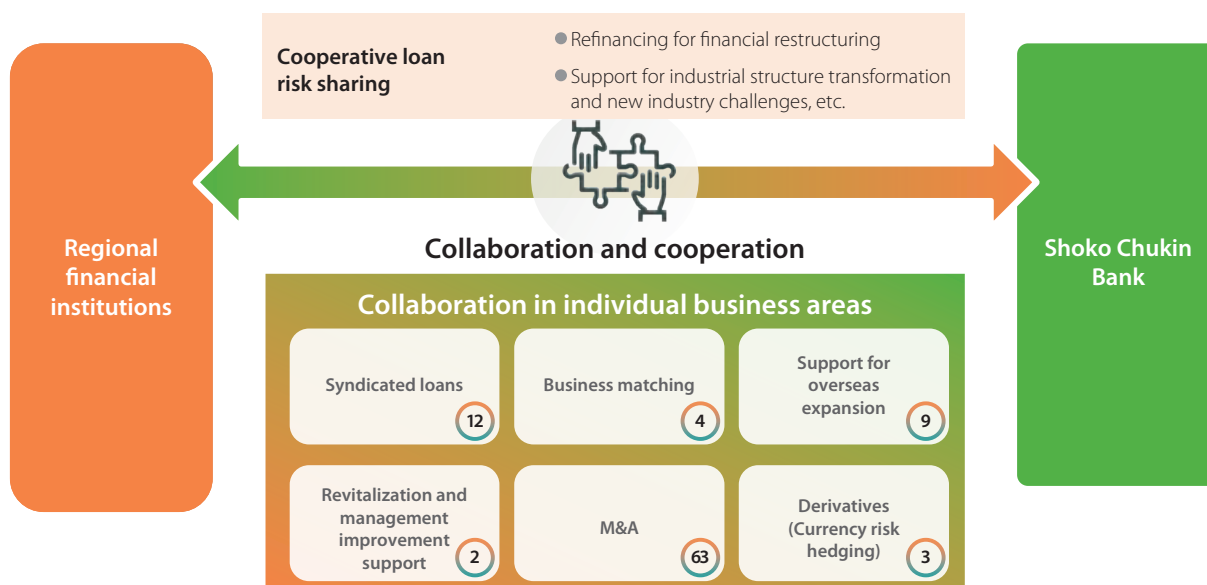 Cooperative loan
risk sharing
Refinancing for financial restructuring
Support for industrial structure transformation
and new industry challenges, etc.
Regional
financial
institutions
Shoko Chukin
Bank
Collaboration and cooperation
Collaboration in individual business areas
Syndicated loans
12
Business matching
4
Support for
overseas
expansion
9
Revitalization and
management
improvement
support
2
M&A
63
Derivatives
(Currency risk
hedging)
3